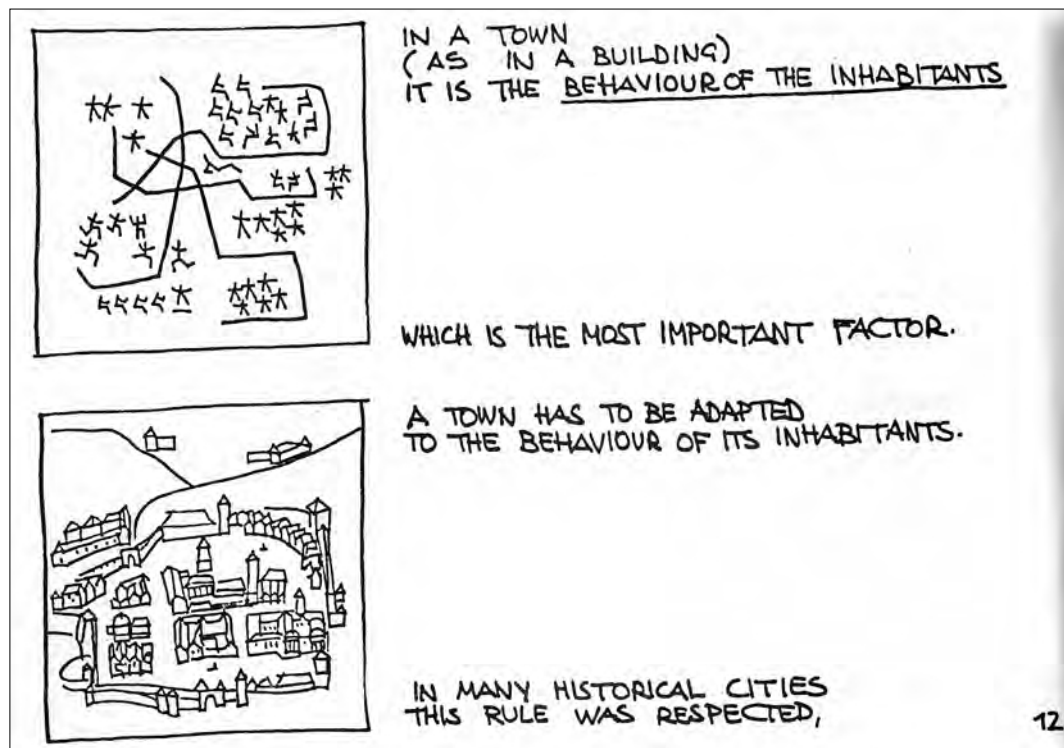 IN A TOWN
(AS IN A BUILDING)
IT IS THE BEHAVIOUR OF THE INHABITANTS
WHICH IS THE MOST IMPORTANT FACTOR.
A TOWN HAS TO BE ADAPTED
TO THE BEHAVIOUR OF ITS INHABITANTS.
IN MANY HISTORICAL CITIES
THIS RULE WAS RESPECTED,
12